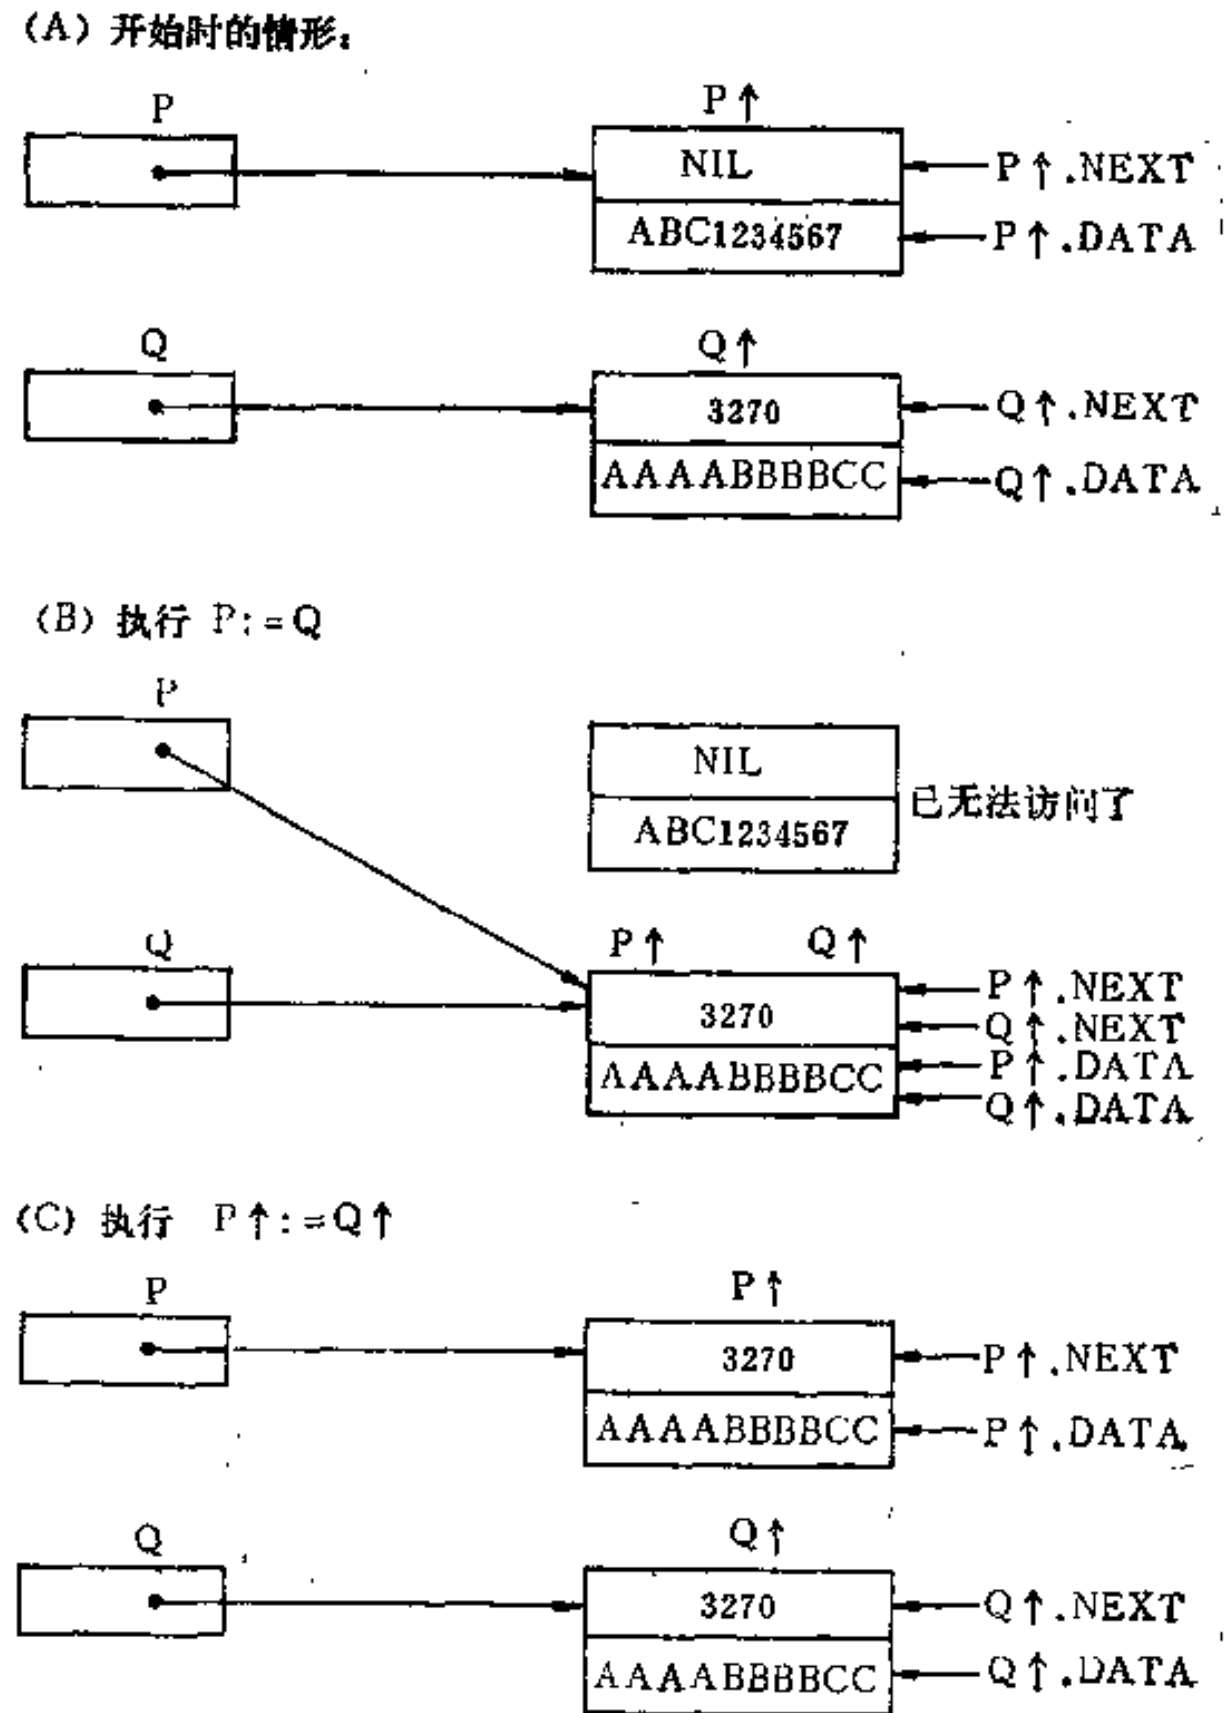 (A) 开始时的情形:
P
P↑
NIL
P↑.NEXT
ABC1234567
P↑.DATA
Q
Q↑
3270
Q↑.NEXT
AAAABBBBCC
Q↑.DATA
(B) 执行 P:=Q
P
NIL
ABC1234567
已无法访问了
Q
P↑ Q↑
3270
P↑.NEXT
Q↑.NEXT
AAAABBBBCC
P↑.DATA
Q↑.DATA
(C) 执行 P↑:=Q↑
P
P↑
3270
P↑.NEXT
AAAABBBBCC
P↑.DATA
Q
Q↑
3270
Q↑.NEXT
AAAABBBBCC
Q↑.DATA